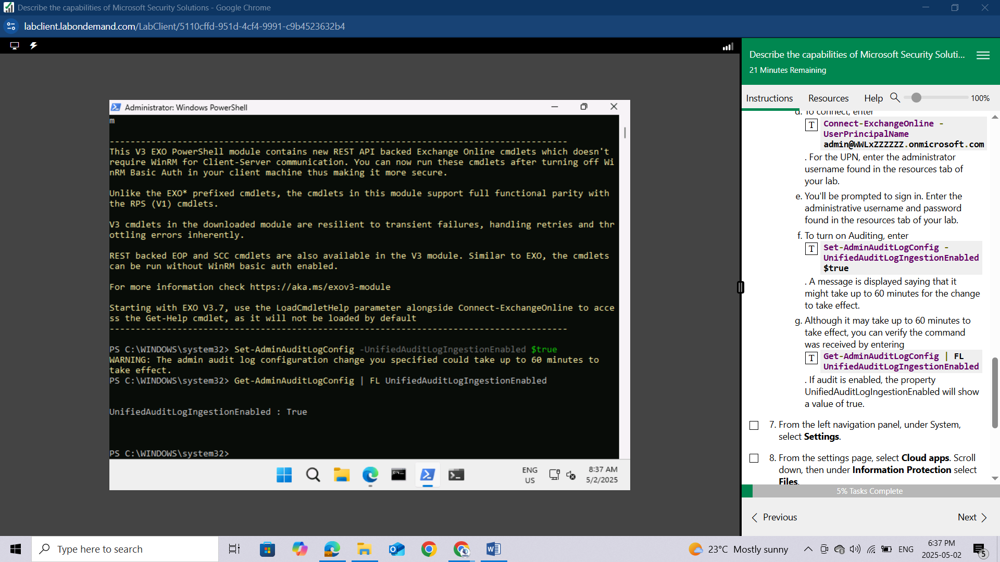 Describe the capabilities of Microsoft Security Solutions - Google Chrome
labclient.labondemand.com/LabClient/5110cffd-951d-4cf4-9991-c9b4523632b4
Describe the capabilities of Microsoft Security Soluti...
21 Minutes Remaining
Instructions Resources Help 100%
Administrator: Windows PowerShell
m
----------------------------------------------------------------------------------------
This V3 EXO PowerShell module contains new REST API backed Exchange Online cmdlets which doesn't
require WinRM for Client-Server communication. You can now run these cmdlets after turning off Wi
nRM Basic Auth in your client machine thus making it more secure.
Unlike the EXO* prefixed cmdlets, the cmdlets in this module support full functional parity with
the RPS (V1) cmdlets.
V3 cmdlets in the downloaded module are resilient to transient failures, handling retries and thr
ottling errors inherently.
REST backed EOP and SCC cmdlets are also available in the V3 module. Similar to EXO, the cmdlets
can be run without WinRM basic auth enabled.
For more information check https://aka.ms/exov3-module
Starting with EXO V3.7, use the LoadCmdletHelp parameter alongside Connect-ExchangeOnline to acce
ss the Get-Help cmdlet, as it will not be loaded by default
----------------------------------------------------------------------------------------
PS C:\WINDOWS\system32> Set-AdminAuditLogConfig -UnifiedAuditLogIngestionEnabled $true
WARNING: The admin audit log configuration change you specified could take up to 60 minutes to
take effect.
PS C:\WINDOWS\system32> Get-AdminAuditLogConfig | FL UnifiedAuditLogIngestionEnabled
UnifiedAuditLogIngestionEnabled : True
PS C:\WINDOWS\system32>
ENG
US
8:37 AM
5/2/2025
d. To connect, enter
T Connect-ExchangeOnline -
UserPrincipalName
admin@WWLxZZZZZZ.onmicrosoft.com
. For the UPN, enter the administrator
username found in the resources tab of
your lab.
e. You'll be prompted to sign in. Enter the
administrative username and password
found in the resources tab of your lab.
f. To turn on Auditing, enter
T Set-AdminAuditLogConfig -
UnifiedAuditLogIngestionEnabled
$true
. A message is displayed saying that it
might take up to 60 minutes for the change
to take effect.
g. Although it may take up to 60 minutes to
take effect, you can verify the command
was received by entering
T Get-AdminAuditLogConfig | FL
UnifiedAuditLogIngestionEnabled
. If audit is enabled, the property
UnifiedAuditLogIngestionEnabled will show
a value of true.
7. From the left navigation panel, under System,
select Settings.
8. From the settings page, select Cloud apps. Scroll
down, then under Information Protection select
Files.
5% Tasks Complete
Previous Next
Type here to search
23°C Mostly sunny
ENG
6:37 PM
2025-05-02
5